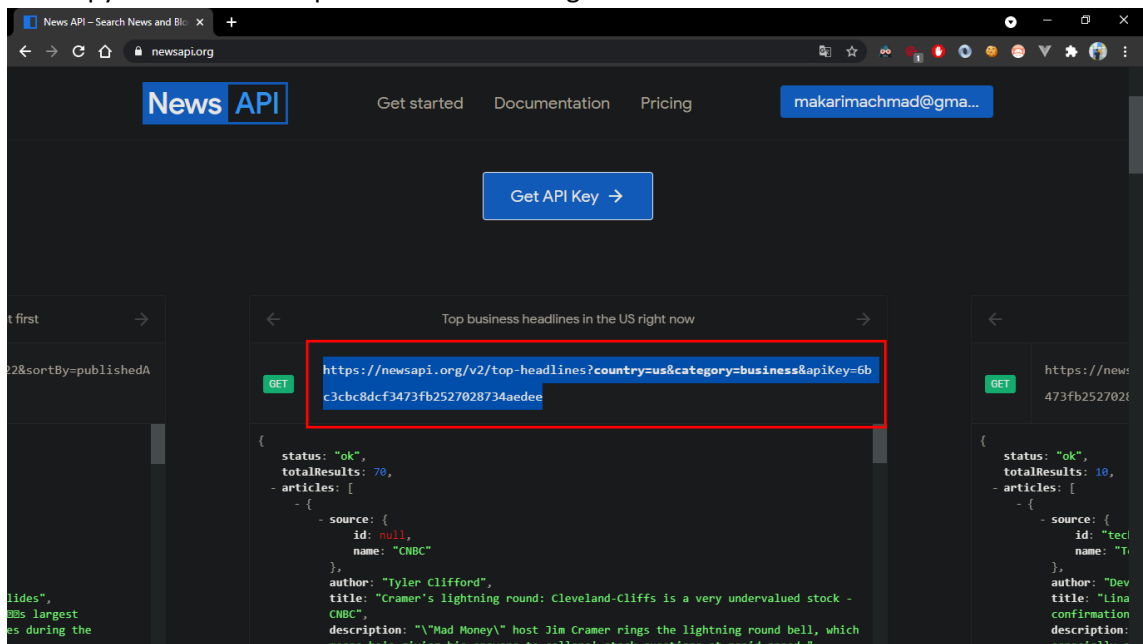 News API – Search News and Blo
newsapi.org
1
News API
Get started
Documentation
Pricing
makarimachmad@gma...
Get API Key →
t first →
← Top business headlines in the US right now →
←
22&sortBy=publishedA
GET
https://newsapi.org/v2/top-headlines?country=us&category=business&apiKey=6b
c3cbc8dcf3473fb2527028734aedee
GET
https://news
473fb2527028
{
status: "ok",
totalResults: 70,
- articles: [
- {
- source: {
id: null,
name: "CNBC"
},
author: "Tyler Clifford",
title: "Cramer's lightning round: Cleveland-Cliffs is a very undervalued stock -
CNBC",
description: "\"Mad Money\" host Jim Cramer rings the lightning round bell, which
lides",
s largest
es during the
{
status: "ok",
totalResults: 10,
- articles: [
- {
- source: {
id: "tecl
name: "T
},
author: "Dev
title: "Lina
confirmation
description: